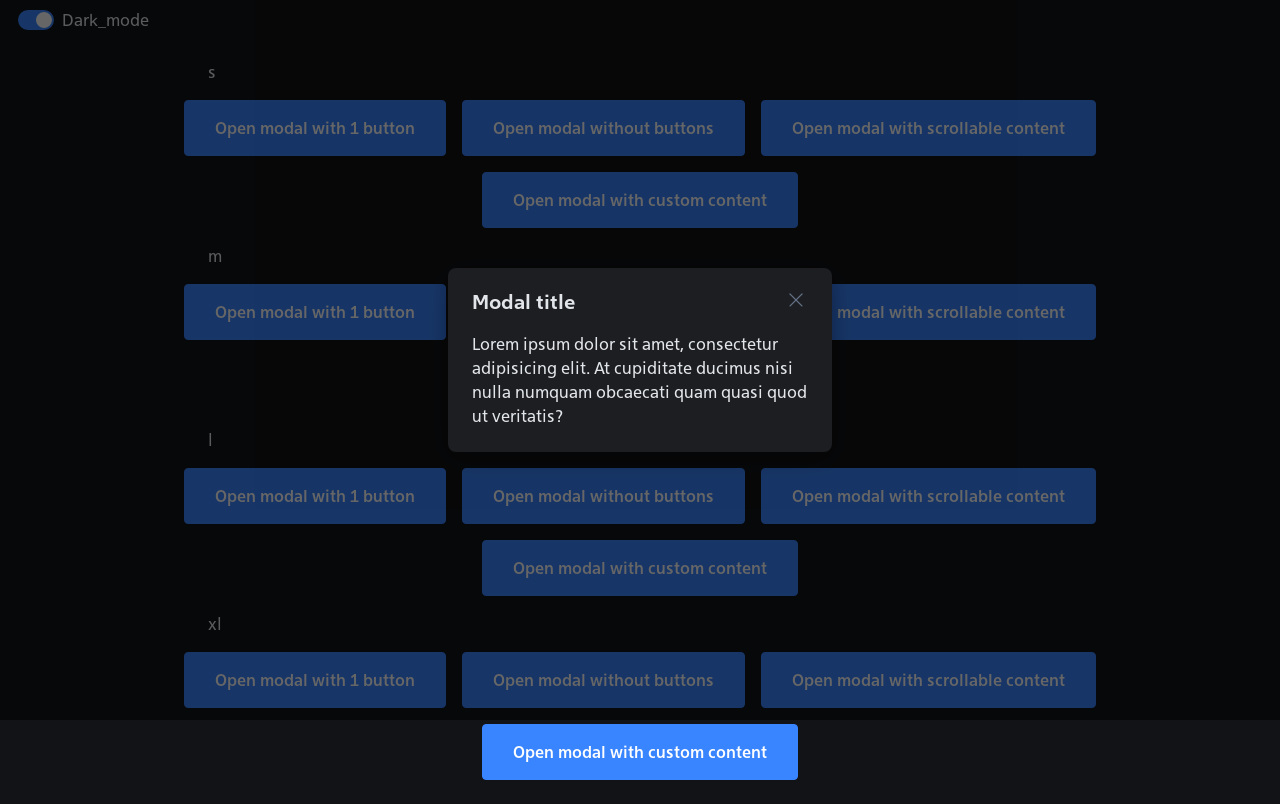 Dark_mode
s
Open modal with 1 button
Open modal without buttons
Open modal with scrollable content
Open modal with custom content
m
Open modal with 1 button
modal with scrollable content
Modal title
Lorem ipsum dolor sit amet, consectetur
adipisicing elit. At cupiditate ducimus nisi
nulla numquam obcaecati quam quasi quod
ut veritatis?
l
Open modal with 1 button
Open modal without buttons
Open modal with scrollable content
Open modal with custom content
xl
Open modal with 1 button
Open modal without buttons
Open modal with scrollable content
Open modal with custom content